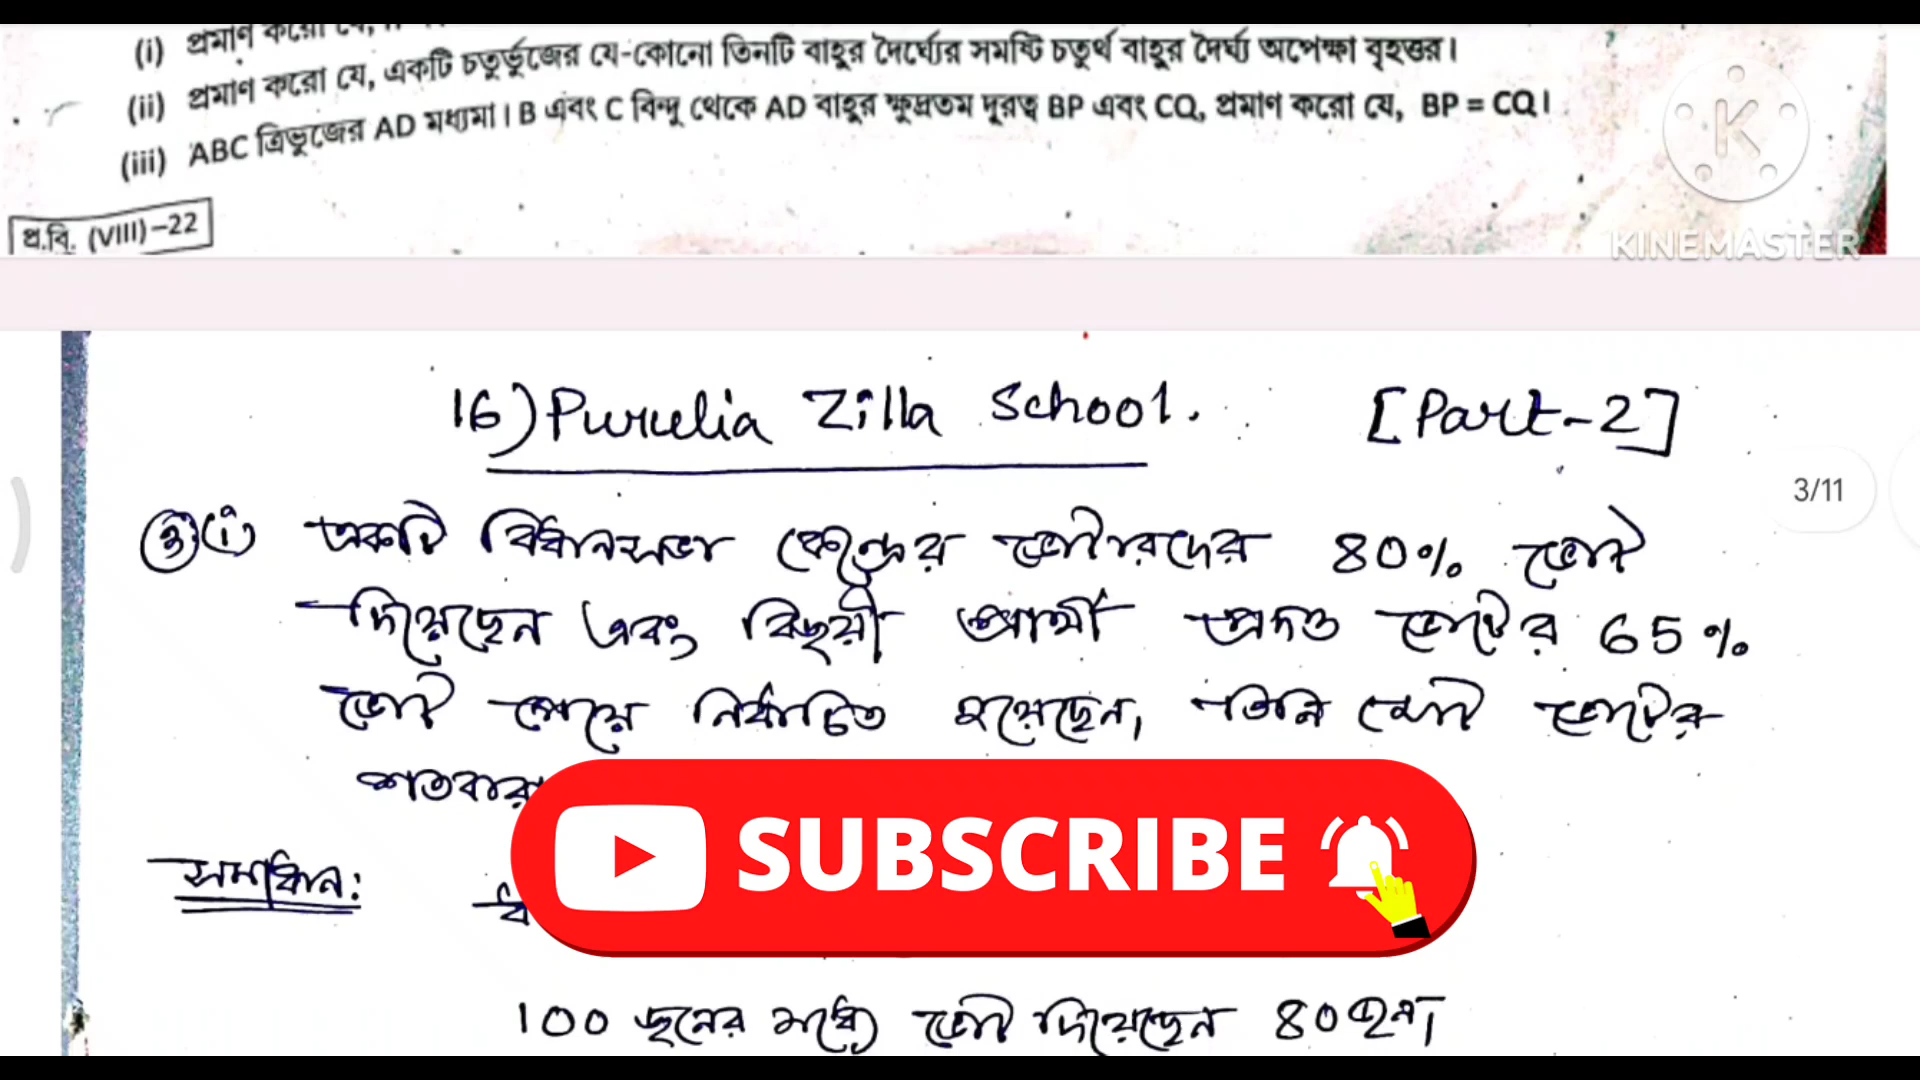 (i) প্রমাণ করো যে,
(ii) প্রমাণ করো যে, একটি চতুর্ভুজের যে-কোনো তিনটি বাহুর দৈর্ঘ্যের সমষ্টি চতুর্থ বাহুর দৈর্ঘ্য অপেক্ষা বৃহত্তর।
(iii) ABC ত্রিভুজের AD মধ্যমা। B এবং C বিন্দু থেকে AD বাহুর ক্ষুদ্রতম দূরত্ব BP এবং CQ, প্রমাণ করো যে, BP = CQ।
K
KINEMASTER
প্র.বি. (VIII)–22
16) Purulia Zilla School. [Part-2]
3/11
③(i) একটি বিধানসভা কেন্দ্রের ভোটারদের 80% ভোট
দিয়েছেন এবং বিজয়ী প্রার্থী প্রদত্ত ভোটের 65%
ভোট পেয়ে নির্বাচিত হয়েছেন, তিনি মোট ভোটের
শতকরা
SUBSCRIBE
সমাধান: ধ
100 জনের মধ্যে ভোট দিয়েছেন 80 জন।